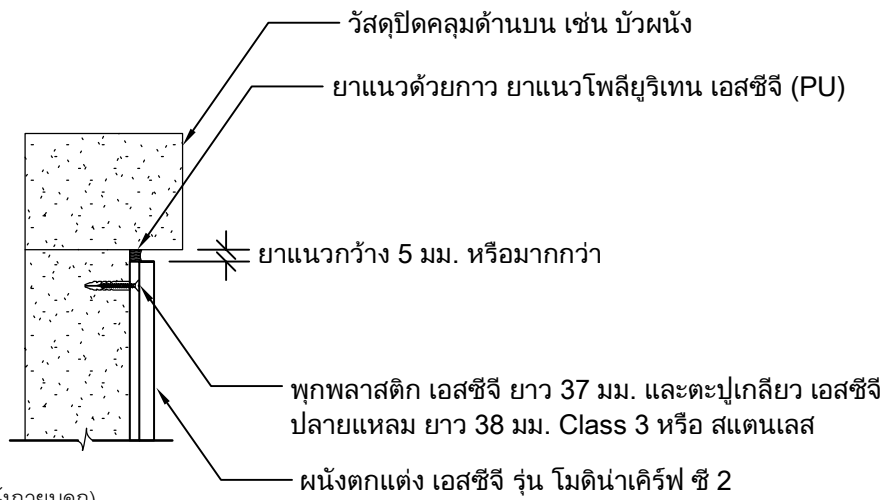 วัสดุปิดคลุมด้านบน เช่น บัวผนัง
ยาแนวด้วยกาว ยาแนวโพลียูริเทน เอสซีจี (PU)
ยาแนวกว้าง 5 มม. หรือมากกว่า
พุกพลาสติก เอสซีจี ยาว 37 มม. และตะปูเกลียว เอสซีจี
ปลายแหลม ยาว 38 มม. Class 3 หรือ สแตนเลส
ผนังตกแต่ง เอสซีจี รุ่น โมดิน่าเคิร์ฟ ซี 2